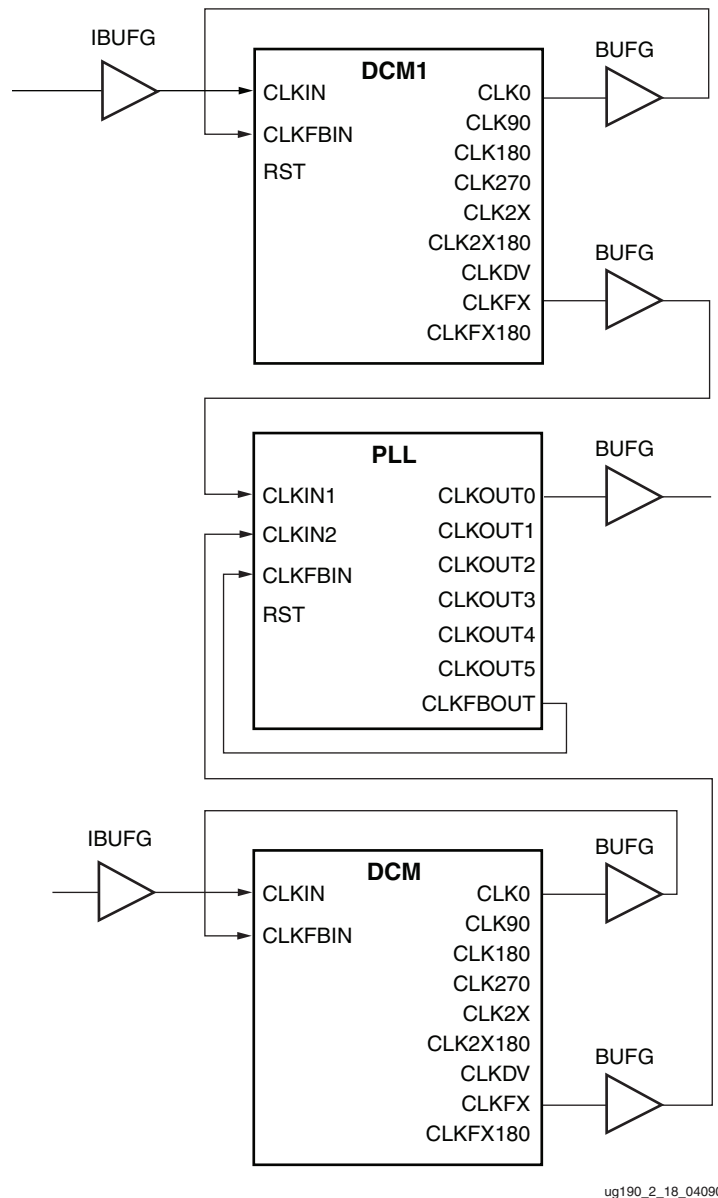 IBUFG
BUFG
DCM1
CLKIN
CLK0
CLKFBIN
CLK90
RST
CLK180
CLK270
CLK2X
CLK2X180
BUFG
CLKDV
CLKFX
CLKFX180
PLL
BUFG
CLKIN1
CLKOUT0
CLKIN2
CLKOUT1
CLKFBIN
CLKOUT2
RST
CLKOUT3
CLKOUT4
CLKOUT5
CLKFBOUT
IBUFG
BUFG
DCM
CLKIN
CLK0
CLKFBIN
CLK90
CLK180
CLK270
CLK2X
CLK2X180
BUFG
CLKDV
CLKFX
CLKFX180